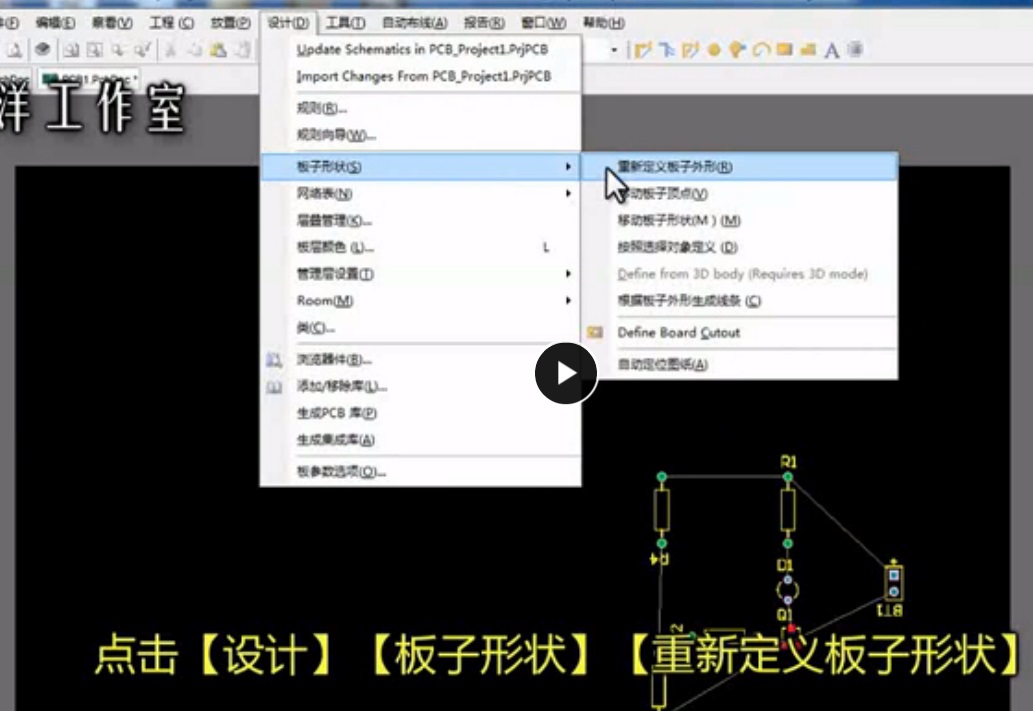 编辑(E) 察看(V) 工程 (C) 放置(P) 设计(D) 工具(T) 自动布线(A) 报告(R) 窗口(W) 帮助(H)
PCB1.PcbDoc *
洋工作室
Update Schematics in PCB_Project1.PrjPCB
Import Changes From PCB_Project1.PrjPCB
规则(R)...
规则向导(W)...
板子形状(S)
网络表(N)
层叠管理(K)...
板层颜色 (L)... L
管理层设置(T)
Room(M)
类(C)...
浏览器件(B)...
添加/移除库(L)...
生成PCB 库(P)
生成集成库(A)
板参数选项(O)...
重新定义板子外形(R)
移动板子顶点(V)
移动板子形状(M ) (M)
按照选择对象定义 (D)
Define from 3D body (Requires 3D mode)
根据板子外形生成线条 (C)
Define Board Cutout
自动定位图纸(A)
R1
R4
D1
Q1
BT1
点击【设计】【板子形状】【重新定义板子形状】